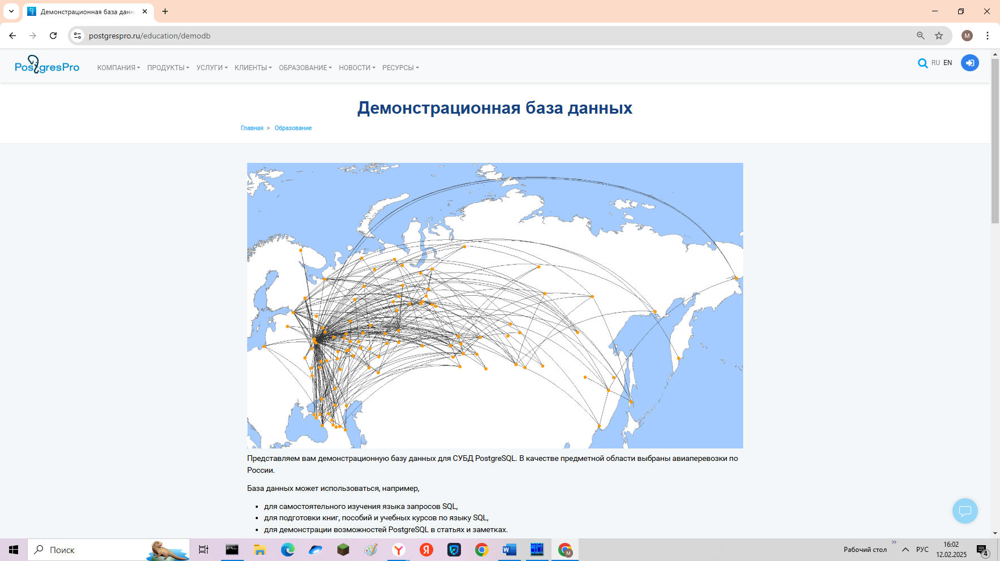 Демонстрационная база данн
postgrespro.ru/education/demodb
M
PostgresPro
КОМПАНИЯ ПРОДУКТЫ УСЛУГИ КЛИЕНТЫ ОБРАЗОВАНИЕ НОВОСТИ РЕСУРСЫ
RU EN
Демонстрационная база данных
Главная > Образование
Представляем вам демонстрационную базу данных для СУБД PostgreSQL. В качестве предметной области выбраны авиаперевозки по
России.
База данных может использоваться, например,
• для самостоятельного изучения языка запросов SQL,
• для подготовки книг, пособий и учебных курсов по языку SQL,
• для демонстрации возможностей PostgreSQL в статьях и заметках.
Поиск
Рабочий стол
РУС
16:02
12.02.2025
4